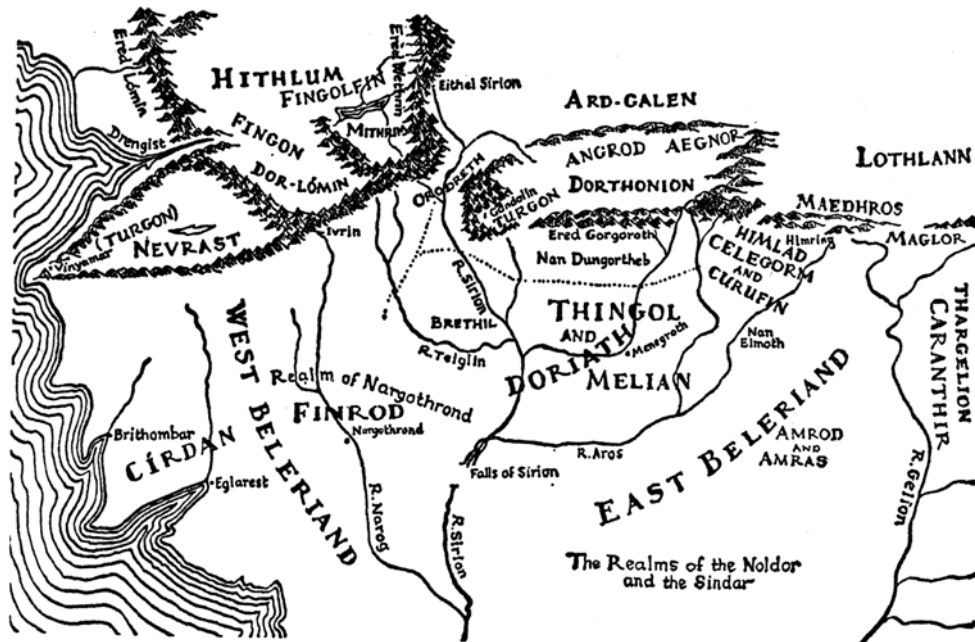 HITHLUM
FINGOLFIN
Ered Lómin
Ered Wethrin
Eithel Sirion
ARD-GALEN
MITHRIM
Drengist
FINGON
DOR-LÓMIN
ORODRETH
ANGROD AEGNOR
DORTHONION
LOTHLANN
Gondolin
TURGON
MAEDHROS
(TURGON)
NEVRAST
Vinyamar
Ivrin
Ered Gorgoroth
Nan Dungortheb
Himring
MAGLOR
HIMLAD
CELEGORM
AND
CURUFIN
R. Sirion
BRETHIL
R. Teiglin
THINGOL
AND
DORIATH
Menegroth
MELIAN
Nan
Elmoth
THARGELION
CARANTHIR
WEST BELERIAND
Realm of Nargothrond
FINROD
Nargothrond
Brithombar
CÍRDAN
Eglarest
Falls of Sirion
R. Aros
EAST BELERIAND
AMROD
AND
AMRAS
R. Gelion
R. Narog
R. Sirion
The Realms of the Noldor
and the Sindar